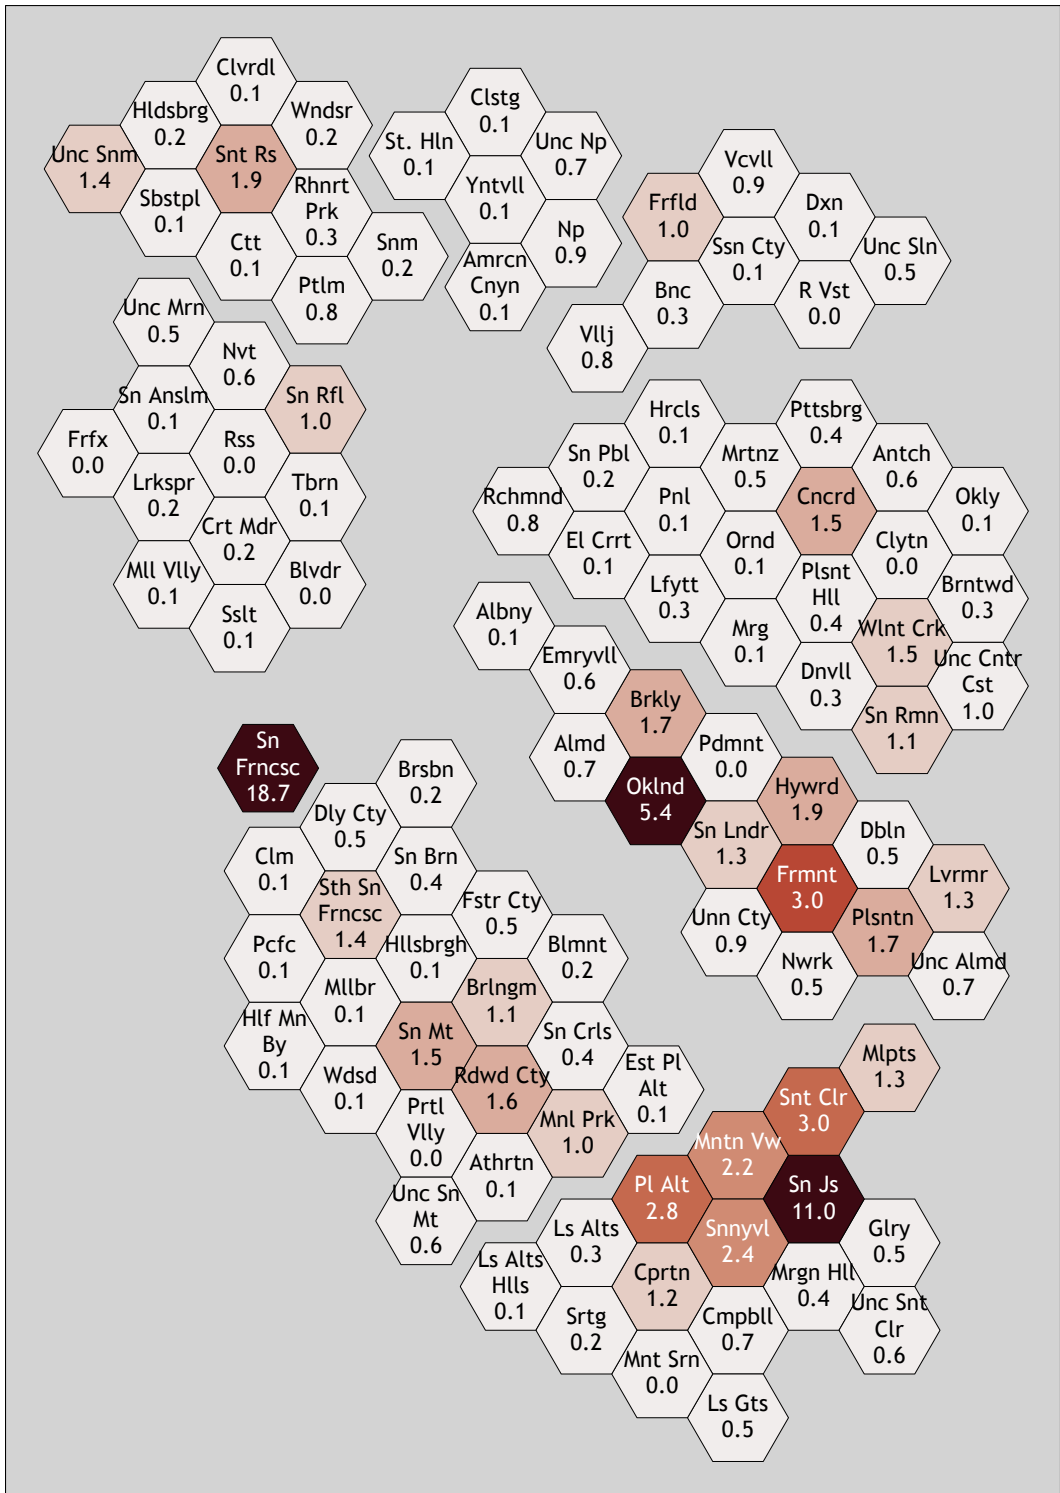 Clvrdl
0.1
Hldsbrg
0.2
Wndsr
0.2
Unc Snm
1.4
Snt Rs
1.9
Sbstpl
0.1
Rhnrt
Prk
0.3
Ctt
0.1
Snm
0.2
Ptlm
0.8
Clstg
0.1
St. Hln
0.1
Unc Np
0.7
Yntvll
0.1
Np
0.9
Amrcn
Cnyn
0.1
Vcvll
0.9
Frfld
1.0
Dxn
0.1
Ssn Cty
0.1
Unc Sln
0.5
Bnc
0.3
R Vst
0.0
Vllj
0.8
Unc Mrn
0.5
Nvt
0.6
Sn Anslm
0.1
Sn Rfl
1.0
Frfx
0.0
Rss
0.0
Lrkspr
0.2
Tbrn
0.1
Crt Mdr
0.2
Mll Vlly
0.1
Blvdr
0.0
Sslt
0.1
Hrcls
0.1
Pttsbrg
0.4
Sn Pbl
0.2
Mrtnz
0.5
Antch
0.6
Rchmnd
0.8
Pnl
0.1
Cncrd
1.5
Okly
0.1
El Crrt
0.1
Ornd
0.1
Clytn
0.0
Lfytt
0.3
Plsnt
Hll
0.4
Brntwd
0.3
Mrg
0.1
Wlnt Crk
1.5
Dnvll
0.3
Unc Cntr
Cst
1.0
Sn Rmn
1.1
Albny
0.1
Emryvll
0.6
Brkly
1.7
Almd
0.7
Pdmnt
0.0
Oklnd
5.4
Hywrd
1.9
Sn Lndr
1.3
Dbln
0.5
Frmnt
3.0
Lvrmr
1.3
Unn Cty
0.9
Plsntn
1.7
Nwrk
0.5
Unc Almd
0.7
Sn
Frncsc
18.7
Brsbn
0.2
Dly Cty
0.5
Clm
0.1
Sn Brn
0.4
Sth Sn
Frncsc
1.4
Fstr Cty
0.5
Pcfc
0.1
Hllsbrgh
0.1
Blmnt
0.2
Mllbr
0.1
Brlngm
1.1
Hlf Mn
By
0.1
Sn Mt
1.5
Sn Crls
0.4
Wdsd
0.1
Rdwd Cty
1.6
Est Pl
Alt
0.1
Prtl
Vlly
0.0
Mnl Prk
1.0
Athrtn
0.1
Unc Sn
Mt
0.6
Mlpts
1.3
Snt Clr
3.0
Mntn Vw
2.2
Pl Alt
2.8
Sn Js
11.0
Ls Alts
0.3
Snnyvl
2.4
Glry
0.5
Ls Alts
Hlls
0.1
Cprtn
1.2
Mrgn Hll
0.4
Srtg
0.2
Cmpbll
0.7
Unc Snt
Clr
0.6
Mnt Srn
0.0
Ls Gts
0.5